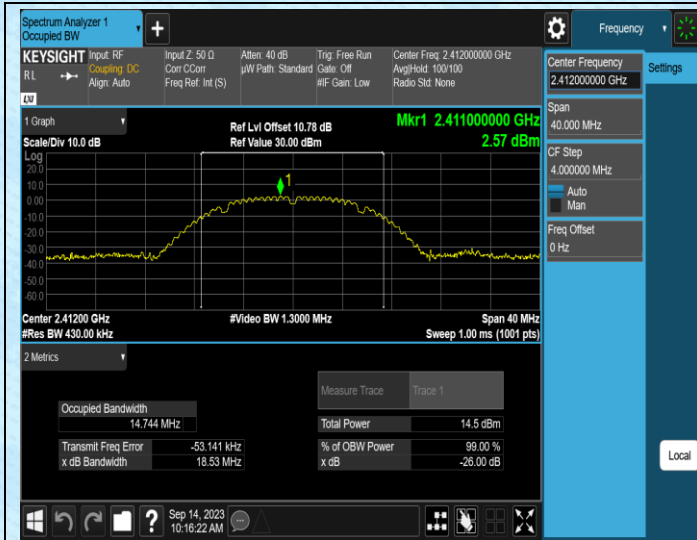 Spectrum Analyzer 1
Occupied BW
+
Frequency
KEYSIGHT
RL
LXI
Input: RF
Coupling: DC
Align: Auto
Input Z: 50 Ω
Corr CCorr
Freq Ref: Int (S)
Atten: 40 dB
µW Path: Standard
Trig: Free Run
Gate: Off
#IF Gain: Low
Center Freq: 2.412000000 GHz
Avg|Hold: 100/100
Radio Std: None
Center Frequency
2.412000000 GHz
Settings
Span
40.000 MHz
CF Step
4.000000 MHz
Auto
Man
Freq Offset
0 Hz
1 Graph
Scale/Div 10.0 dB
Ref Lvl Offset 10.78 dB
Ref Value 30.00 dBm
Mkr1 2.411000000 GHz
2.57 dBm
Log
20.0
10.0
0.00
-10.0
-20.0
-30.0
-40.0
-50.0
-60.0
1
Center 2.41200 GHz
#Res BW 430.00 kHz
#Video BW 1.3000 MHz
Span 40 MHz
Sweep 1.00 ms (1001 pts)
2 Metrics
Measure Trace Trace 1
Occupied Bandwidth
14.744 MHz
Total Power 14.5 dBm
Transmit Freq Error -53.141 kHz
% of OBW Power 99.00 %
x dB Bandwidth 18.53 MHz
x dB -26.00 dB
Local
?
Sep 14, 2023
10:16:22 AM